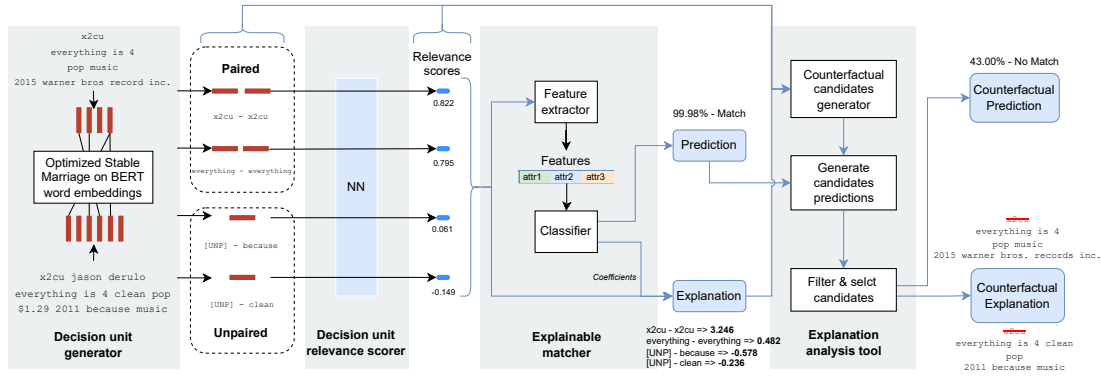 x2cu
everything is 4
pop music
2015 warner bros record inc.
Optimized Stable
Marriage on BERT
word embeddings
x2cu jason derulo
everything is 4 clean pop
$1.29 2011 because music
Decision unit
generator
Paired
x2cu - x2cu
everything - everything
[UNP] - because
[UNP] - clean
Unpaired
NN
Decision unit
relevance scorer
Relevance
scores
0.822
0.795
0.061
-0.149
Feature
extractor
Features
attr1 attr2 attr3
Classifier
Coefficients
Explainable
matcher
99.98% - Match
Prediction
Explanation
x2cu - x2cu => 3.246
everything - everything => 0.482
[UNP] - because => -0.578
[UNP] - clean => -0.236
Counterfactual
candidates
generator
Generate
candidates
predictions
Filter & selct
candidates
Explanation
analysis tool
43.00% - No Match
Counterfactual
Prediction
x2cu
everything is 4
pop music
2015 warner bros. records inc.
Counterfactual
Explanation
x2cu
everything is 4 clean
pop
2011 because music